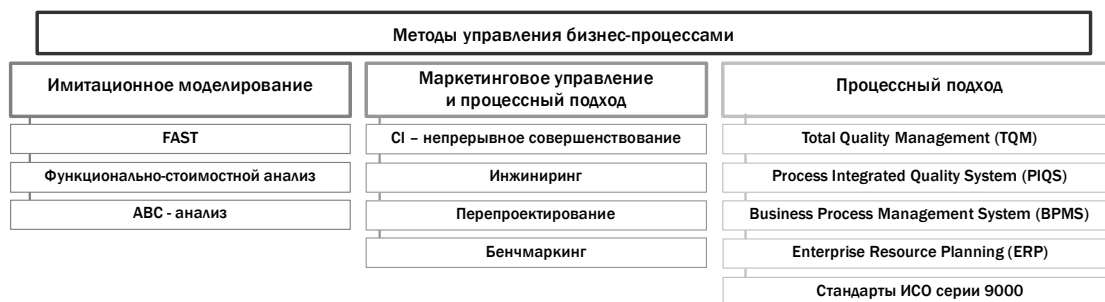 Методы управления бизнес-процессами
Имитационное моделирование
FAST
Функционально-стоимостной анализ
ABC - анализ
Маркетинговое управление
и процессный подход
CI – непрерывное совершенствование
Инжиниринг
Перепроектирование
Бенчмаркинг
Процессный подход
Total Quality Management (TQM)
Process Integrated Quality System (PIQS)
Business Process Management System (BPMS)
Enterprise Resource Planning (ERP)
Стандарты ИСО серии 9000